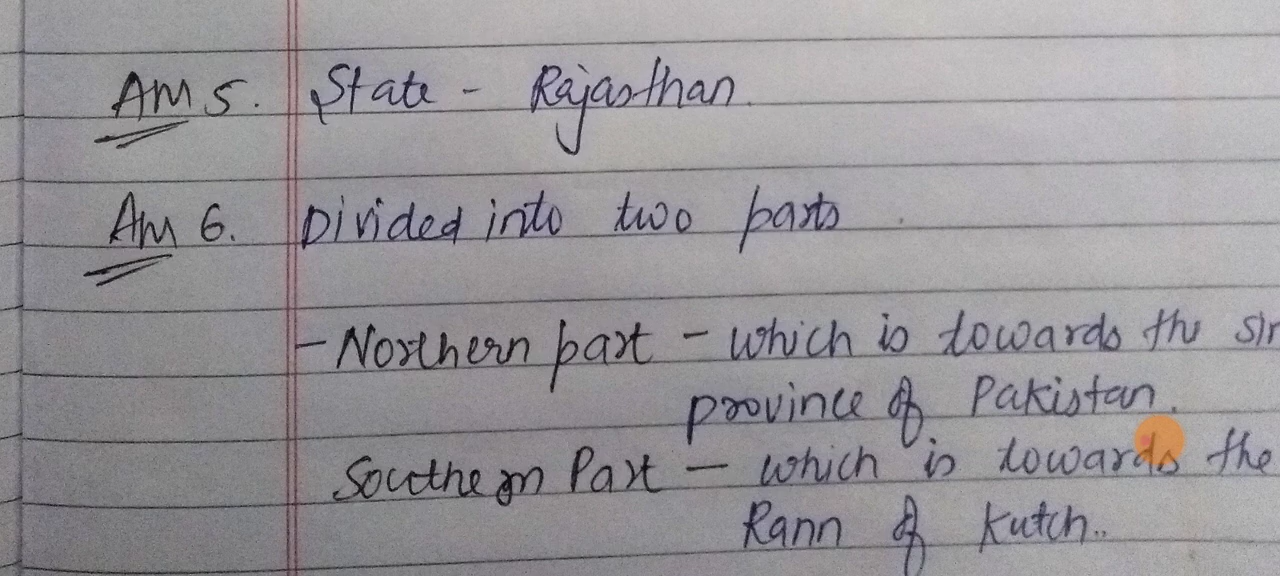 Ans 5. State - Rajasthan.
Ans 6. Divided into two parts.
- Northern part - which is towards the
province of Pakistan.
Southern Part - which is towards the
Rann of Kutch..